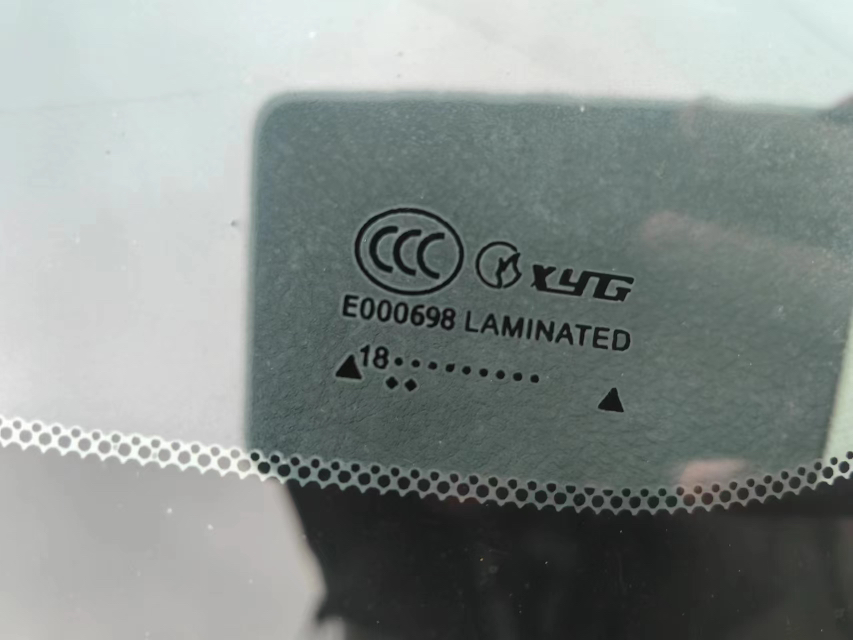 CCC XYG
E000698 LAMINATED
18